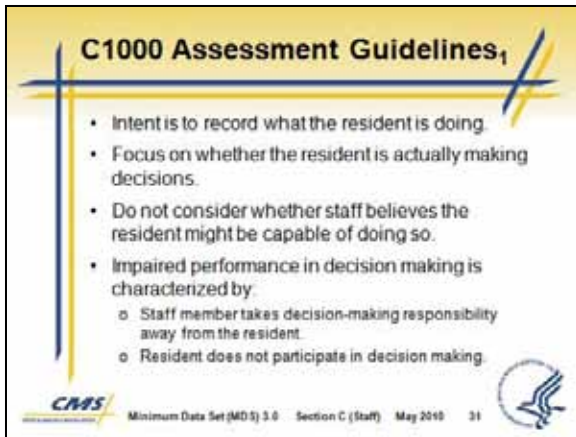 C1000 Assessment Guidelines1
• Intent is to record what the resident is doing.
• Focus on whether the resident is actually making
decisions.
• Do not consider whether staff believes the
resident might be capable of doing so.
• Impaired performance in decision making is
characterized by:
o Staff member takes decision-making responsibility
away from the resident.
o Resident does not participate in decision making.
CMS
Minimum Data Set (MDS) 3.0 Section C (Staff) May 2010 31